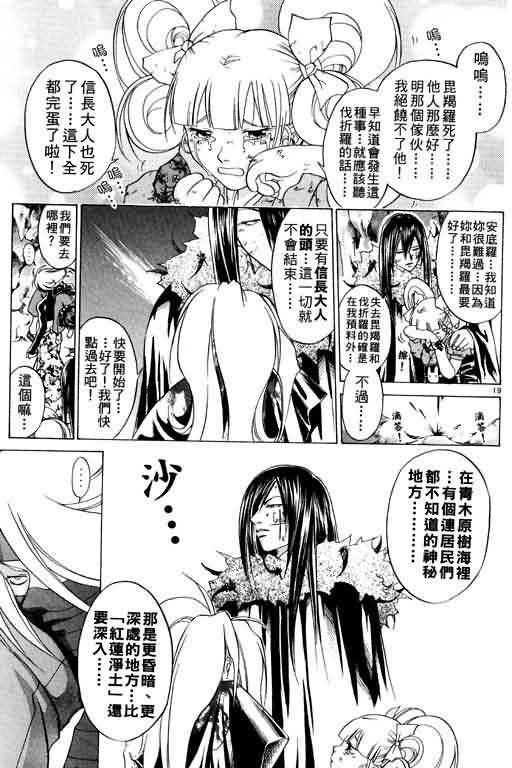 嗚嗚……
毘羯羅死了…
他人那麼好……
明那個傢伙……
我絕饒不了他！
早知道會發生這
種事…就應該聽
伐折羅的話……
嗚…
嗚…
嗚…
信長大人也死
了……這下全
都完蛋了啦！
安底羅…我知道
妳很難過…因為
妳和毘羯羅最要
好了……
失去毘羯羅和
伐折羅的確是
在我預料外…
不過…
滴答！
滴答！
19
只要有信長大人
的頭…這一切就
不會結束…
快要開始了…
…好了！我們快
點過去吧！
我們要去
哪裡？
這個嘛…
在青木原樹海裡
…有個連居民們
都不知道的神秘
地方……
沙…
…
那是更昏暗、更
深處的地方…比
「紅蓮淨土」還
要深入……